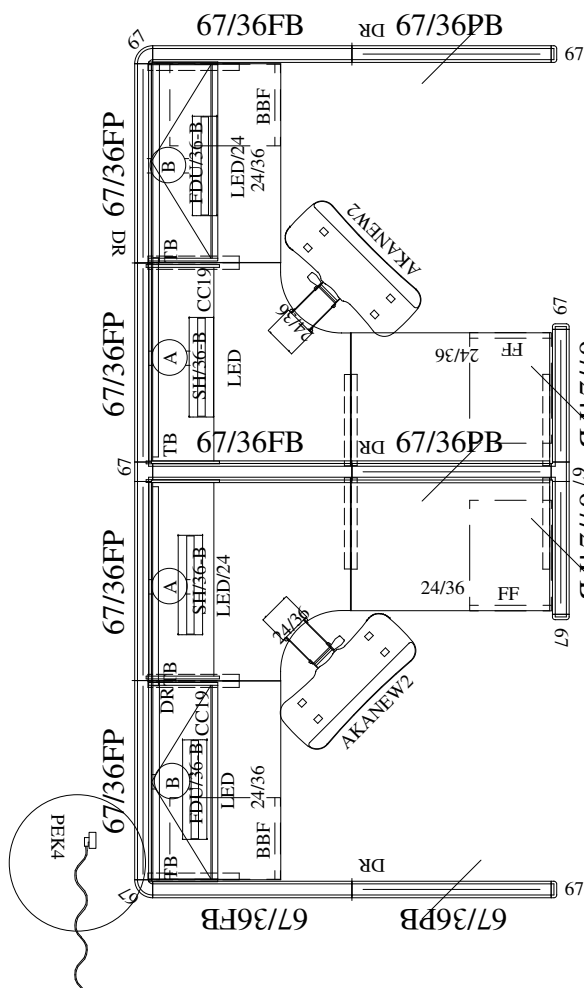 67
67/36FB
DR
67/36PB
67
67/36FP
DR
BBF
B
FDU/36-B
LED/24
24/36
TB
AKANEW2
24/36
67/36FP
CC19
A
SH/36-B
LED
TB
67
24/36
FF
67
67/36FB
DR
67/36PB
67
67/36FP
A
SH/36-B
LED/24
TB
24/36
24/36
FF
67
AKANEW2
67/36FP
DR
CC19
B
FDU/36-B
LED
24/36
TB
BBF
PEK4
67
DR
67
67/36FB
67/36PB